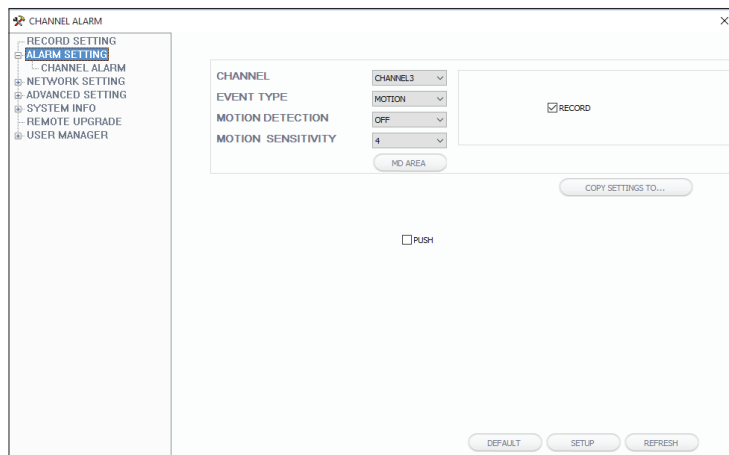 CHANNEL ALARM
RECORD SETTING
ALARM SETTING
CHANNEL ALARM
NETWORK SETTING
ADVANCED SETTING
SYSTEM INFO
REMOTE UPGRADE
USER MANAGER
CHANNEL CHANNEL3
EVENT TYPE MOTION
MOTION DETECTION OFF
MOTION SENSITIVITY 4
MD AREA
RECORD
COPY SETTINGS TO...
PUSH
DEFAULT SETUP REFRESH